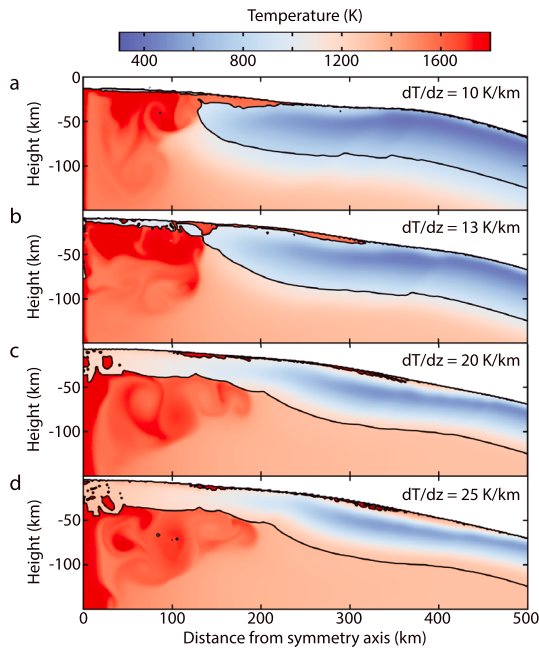 Temperature (K)
400 800 1200 1600
a
0
dT/dz = 10 K/km
-50
-100
Height (km)
b
dT/dz = 13 K/km
-50
-100
Height (km)
c
dT/dz = 20 K/km
-50
-100
Height (km)
d
dT/dz = 25 K/km
-50
-100
Height (km)
0 100 200 300 400 500
Distance from symmetry axis (km)